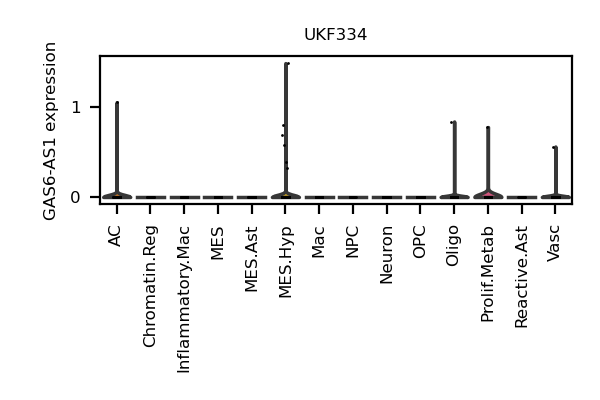 UKF334
GAS6-AS1 expression
1
0
AC
Chromatin.Reg
Inflammatory.Mac
MES
MES.Ast
MES.Hyp
Mac
NPC
Neuron
OPC
Oligo
Prolif.Metab
Reactive.Ast
Vasc